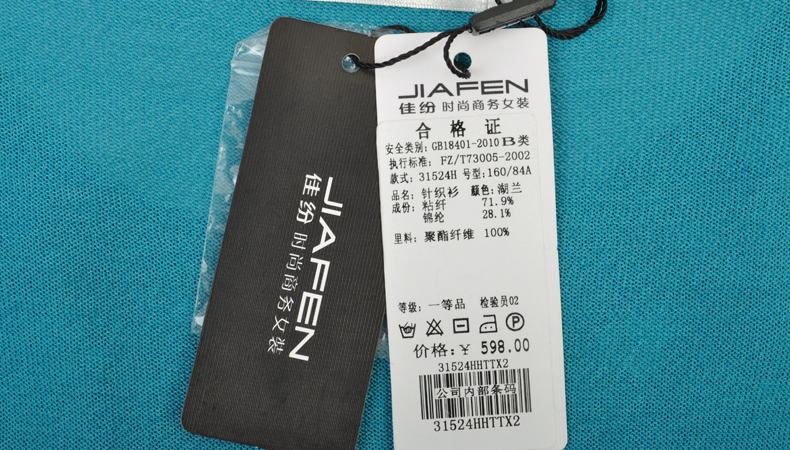 JIAFEN
佳纷 时尚商务女装
JIAFEN
佳纷 时尚商务女装
合格证
安全类别: GB18401-2010 B类
执行标准: FZ/T73005-2002
款式: 31524H 号型:160/84A
品名: 针织衫 颜色:湖兰
成份: 粘纤 71.9%
锦纶 28.1%
里料: 聚酯纤维 100%
等级: 一等品 检验员02
P
价格:¥ 598.00
31524HHTTX2
公司内部条码
31524HHTTX2